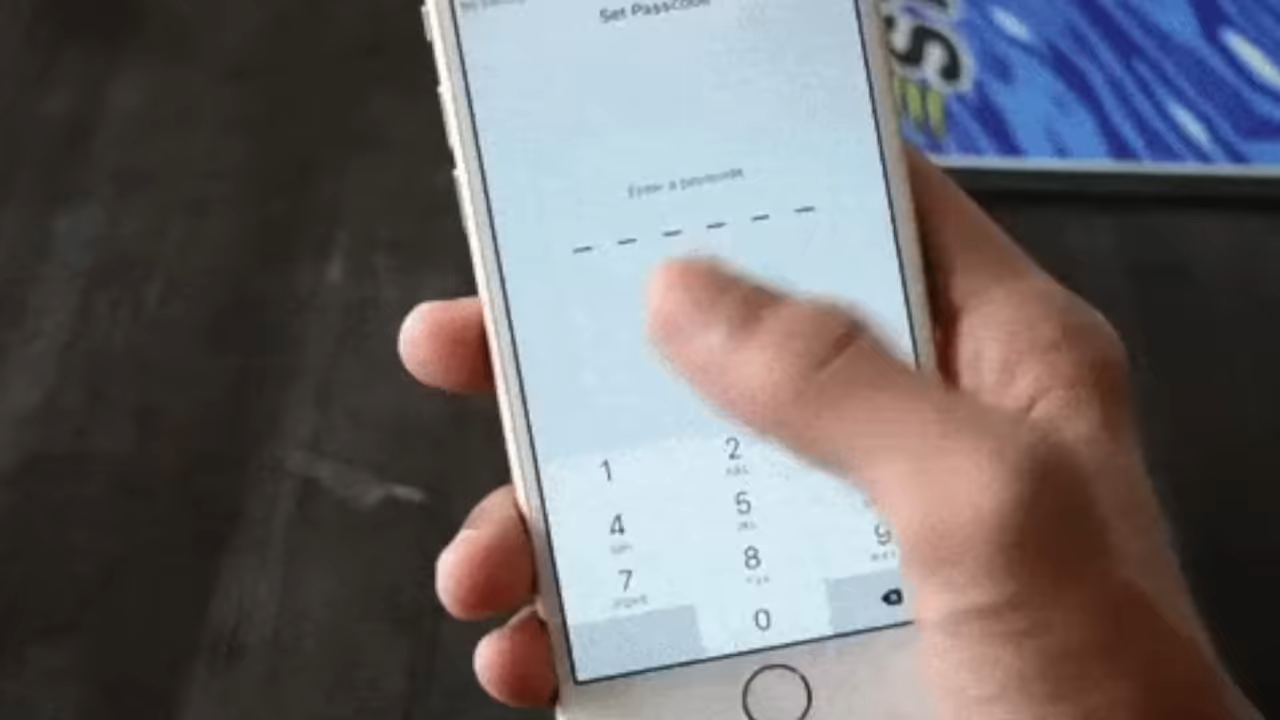 Set Passcode
Enter a passcode
1
2
ABC
4
GHI
5
JKL
7
PQRS
8
TUV
9
WXYZ
0